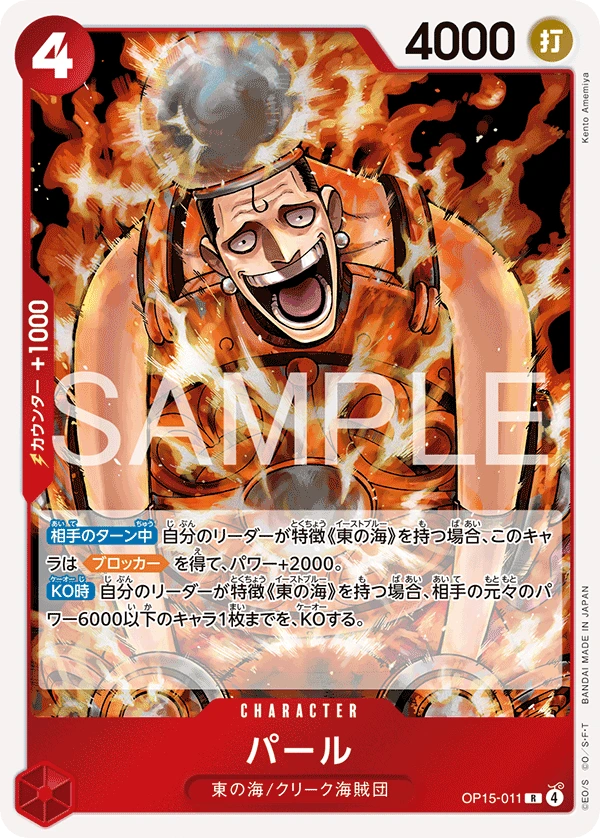 4
4000 打
Kento Amemiya
カウンター +1000
SAMPLE
相手のターン中 自分のリーダーが特徴《東の海》を持つ場合、このキャ
ラは ブロッカー を得て、パワー+2000。
KO時 自分のリーダーが特徴《東の海》を持つ場合、相手の元々のパ
ワー6000以下のキャラ1枚までを、KOする。
CHARACTER
パール
東の海/クリーク海賊団
OP15-011 R 4
©E.O/S ©O/S・F・T BANDAI MADE IN JAPAN